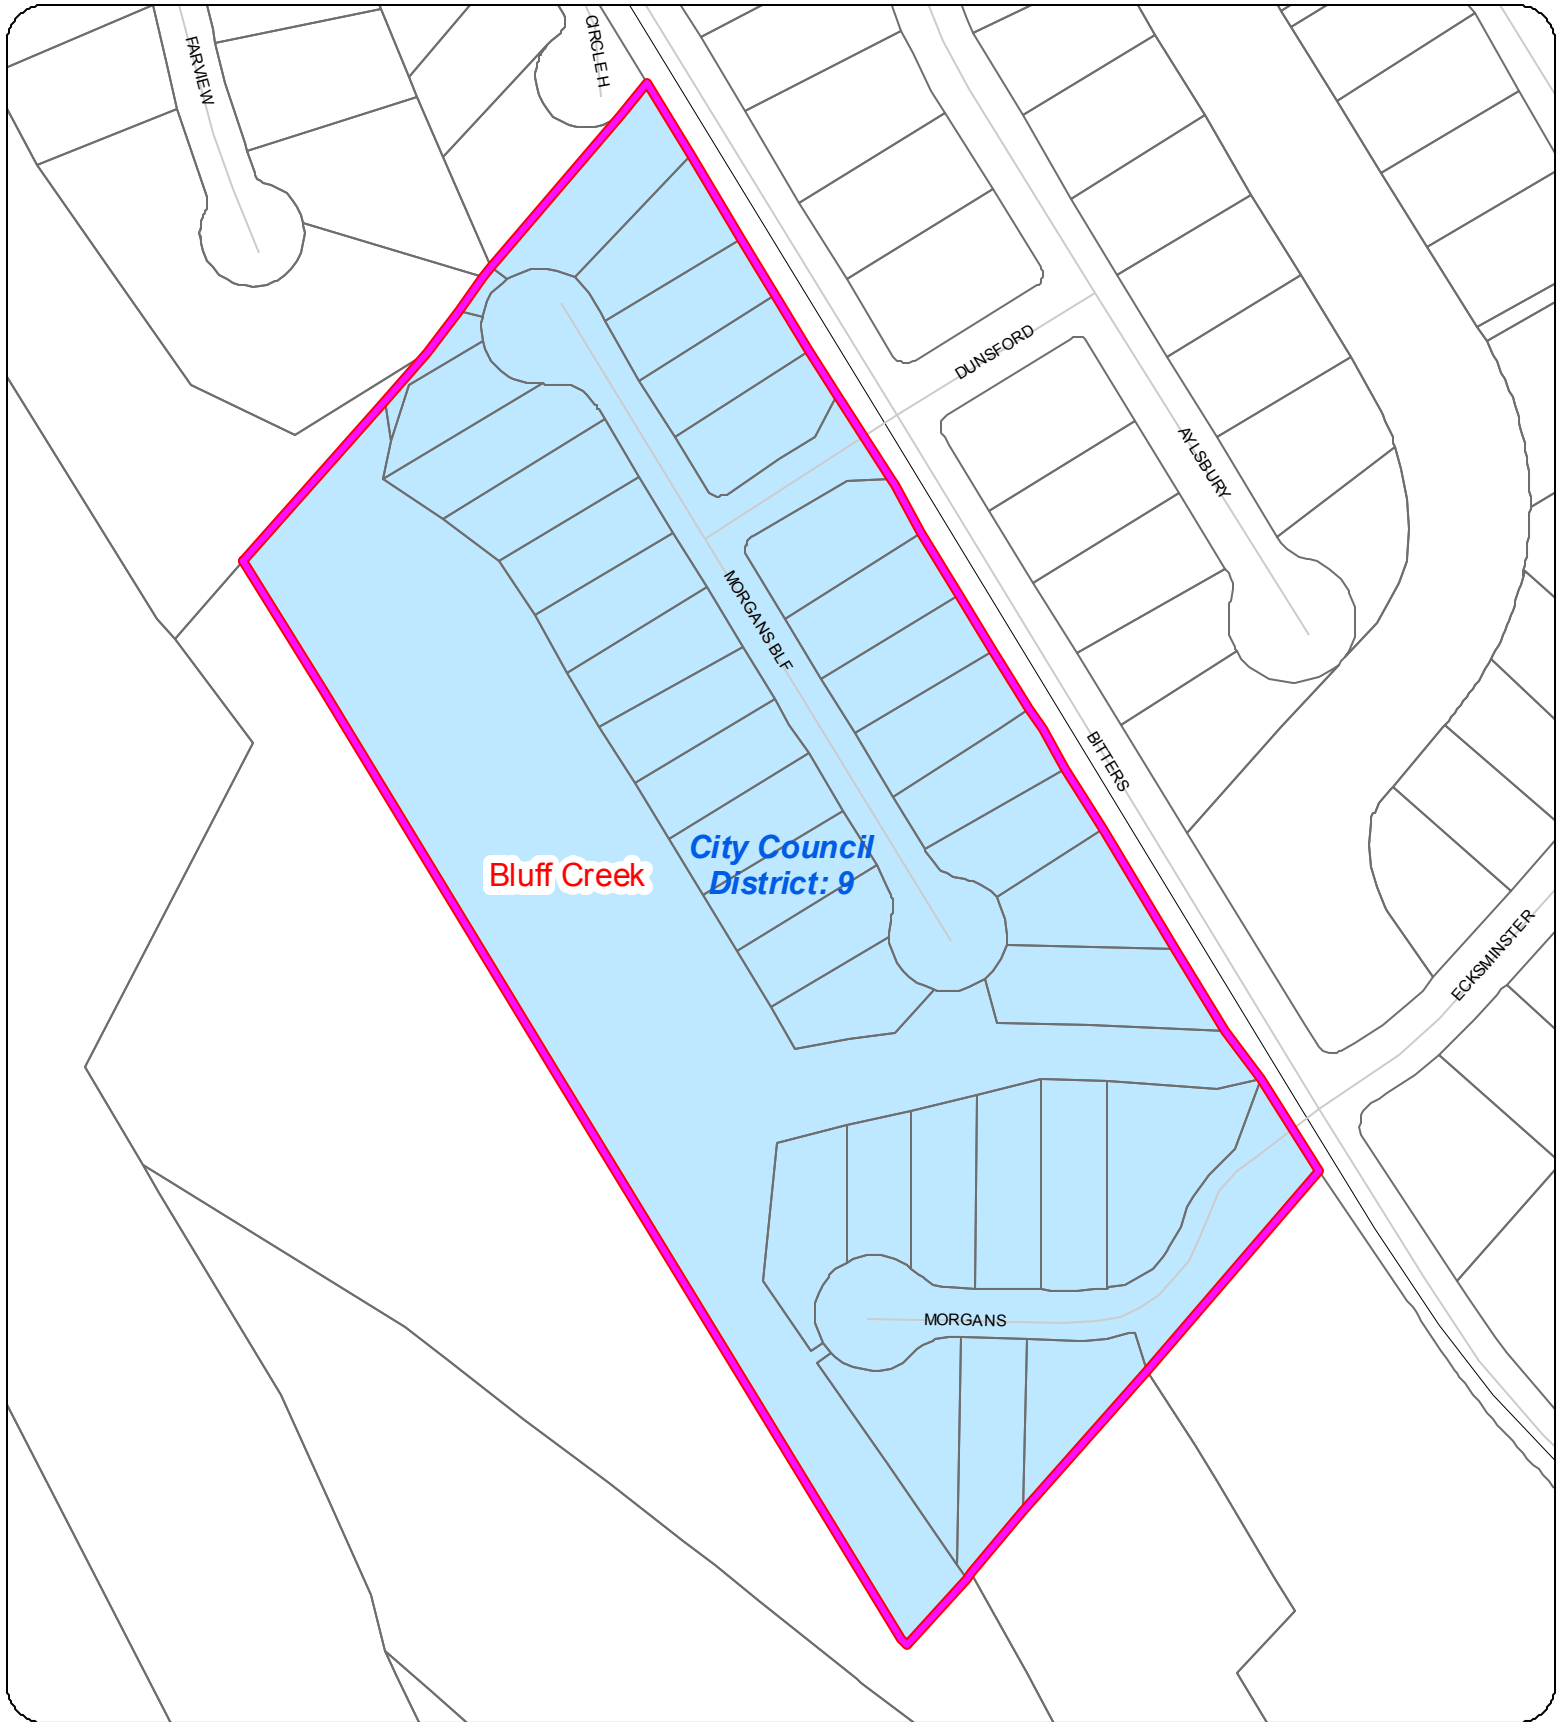 FARVIEW
CIRCLE H
DUNSFORD
AYLSBURY
MORGANS BLF
BITTERS
City Council
District: 9
Bluff Creek
ECKSMINSTER
MORGANS